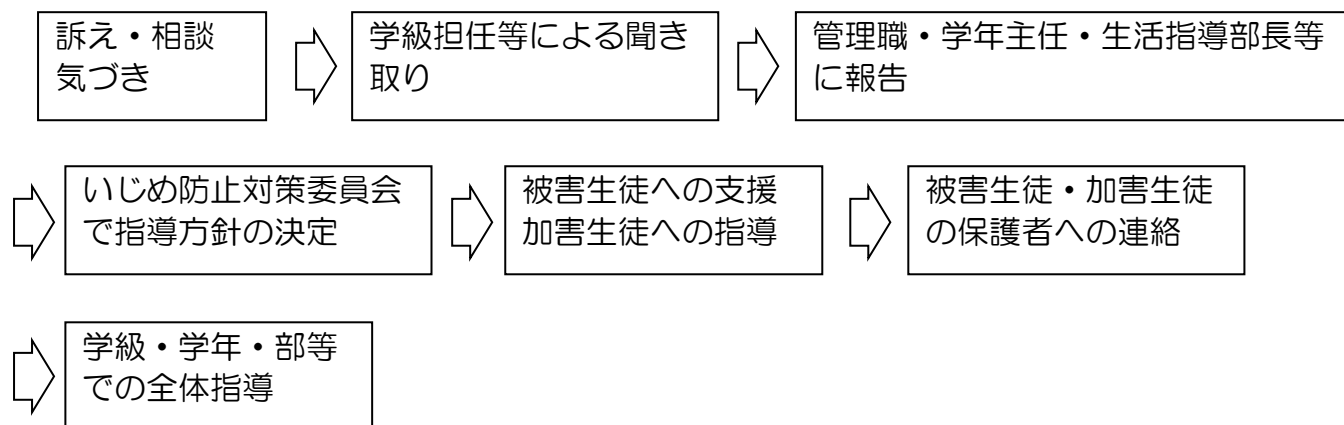 訴え・相談
気づき
学級担任等による聞き
取り
管理職・学年主任・生活指導部長等
に報告
いじめ防止対策委員会
で指導方針の決定
被害生徒への支援
加害生徒への指導
被害生徒・加害生徒
の保護者への連絡
学級・学年・部等
での全体指導